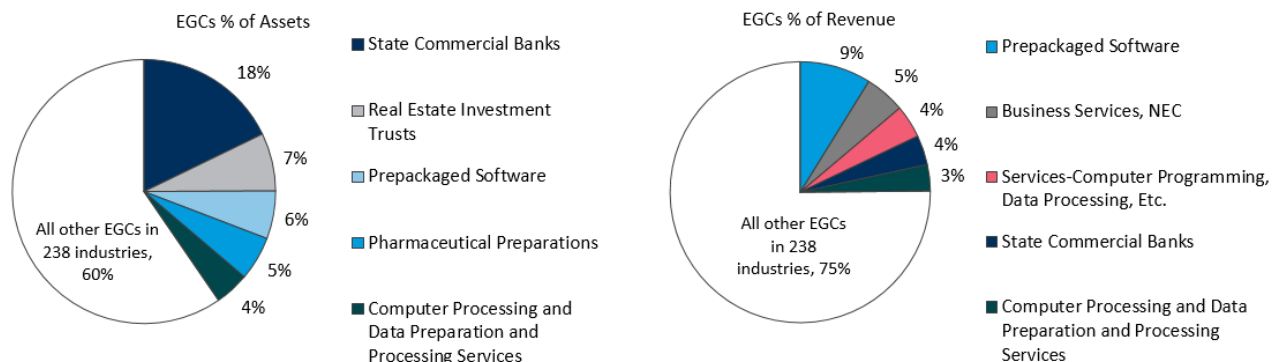 EGCs % of Assets
18%
7%
6%
5%
4%
All other EGCs in
238 industries,
60%
State Commercial Banks
Real Estate Investment
Trusts
Prepackaged Software
Pharmaceutical Preparations
Computer Processing and
Data Preparation and
Processing Services
EGCs % of Revenue
9%
5%
4%
4%
3%
All other EGCs
in 238
industries, 75%
Prepackaged Software
Business Services, NEC
Services-Computer Programming,
Data Processing, Etc.
State Commercial Banks
Computer Processing and Data
Preparation and Processing
Services